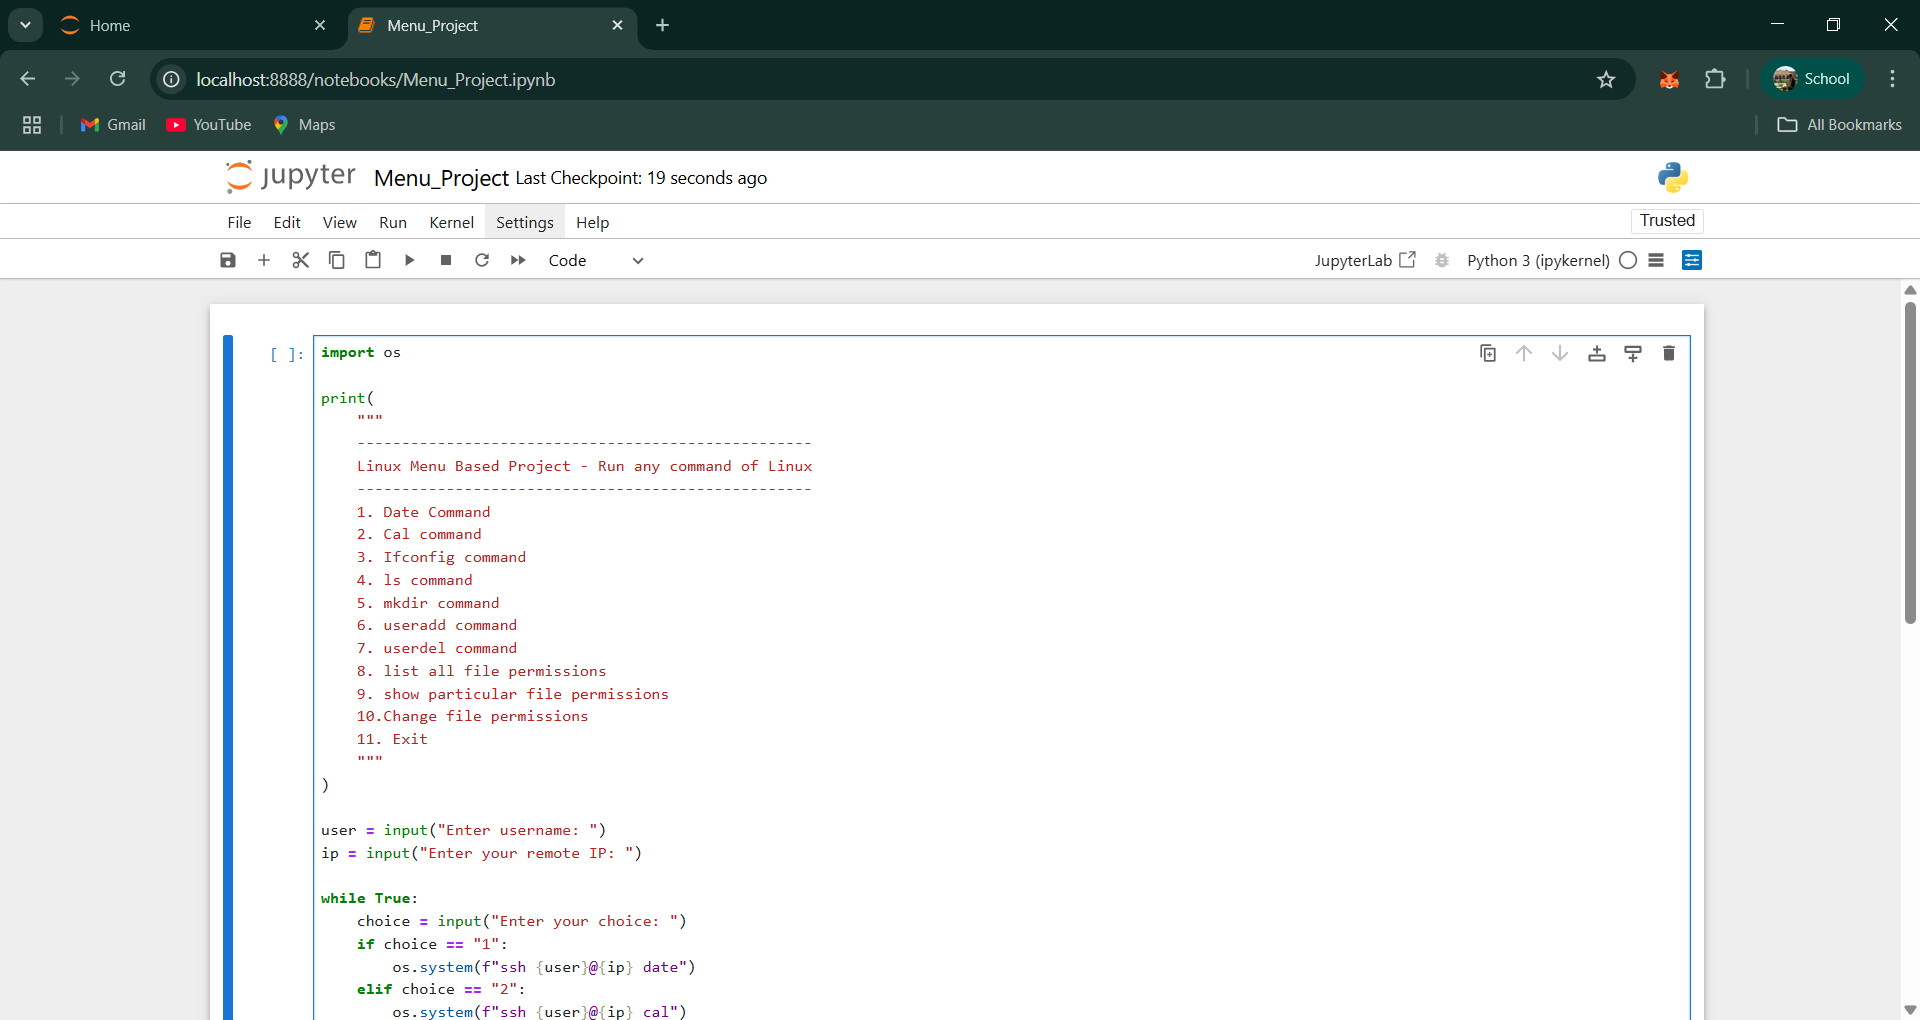 Home
Menu_Project
localhost:8888/notebooks/Menu_Project.ipynb
School
Gmail
YouTube
Maps
All Bookmarks
jupyter
Menu_Project Last Checkpoint: 19 seconds ago
File Edit View Run Kernel Settings Help
Trusted
Code
JupyterLab
Python 3 (ipykernel)
[ ]:
import os

print(
    """
    ---------------------------------------------------
    Linux Menu Based Project - Run any command of Linux
    ---------------------------------------------------
    1. Date Command
    2. Cal command
    3. Ifconfig command
    4. ls command
    5. mkdir command
    6. useradd command
    7. userdel command
    8. list all file permissions
    9. show particular file permissions
    10.Change file permissions
    11. Exit
    """
)

user = input("Enter username: ")
ip = input("Enter your remote IP: ")

while True:
    choice = input("Enter your choice: ")
    if choice == "1":
        os.system(f"ssh {user}@{ip} date")
    elif choice == "2":
        os.system(f"ssh {user}@{ip} cal")